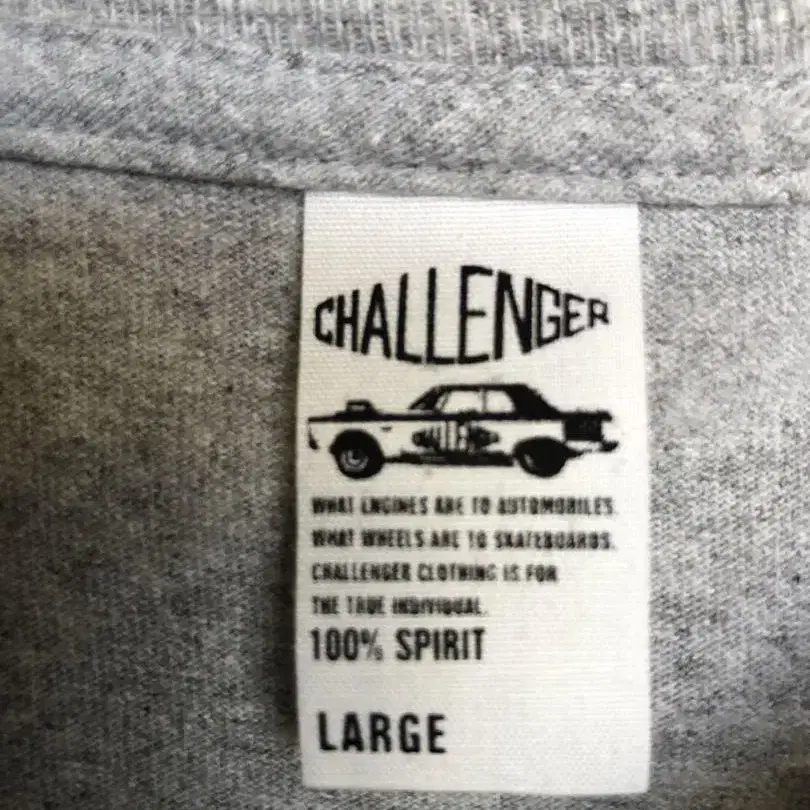 CHALLENGER
CHALLENGER
WHAT ENGINES ARE TO AUTOMOBILES.
WHAT WHEELS ARE TO SKATEBOARDS.
CHALLENGER CLOTHING IS FOR
THE TRUE INDIVIDUAL.
100% SPIRIT
LARGE